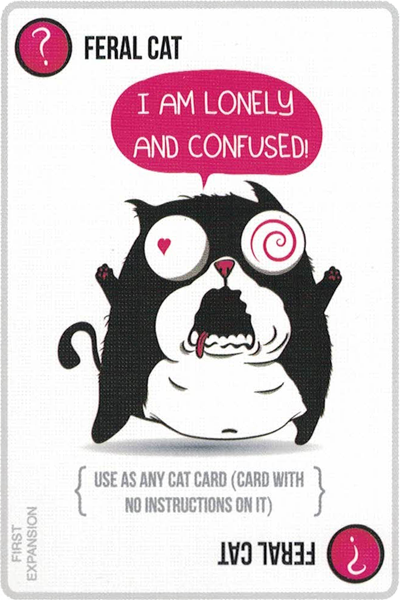 ?
FERAL CAT
I AM LONELY
AND CONFUSED!
USE AS ANY CAT CARD (CARD WITH
NO INSTRUCTIONS ON IT)
FIRST
EXPANSION
FERAL CAT
?